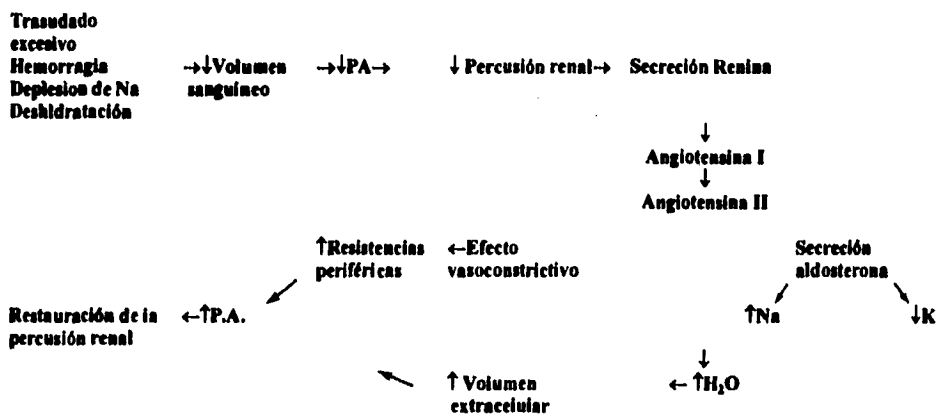 Trasudado
excesivo
Hemorragia →↓Volumen →↓PA→ ↓ Percusión renal→ Secreción Renina
Deplesion de Na sanguíneo
Deshidratación
↓
Angiotensina I
↓
Angiotensina II
↑Resistencias ←Efecto Secreción
periféricas vasoconstrictivo aldosterona
Restauración de la ←↑P.A. ↑Na ↓K
percusión renal
↓
↑ Volumen ← ↑H₂O
extracelular